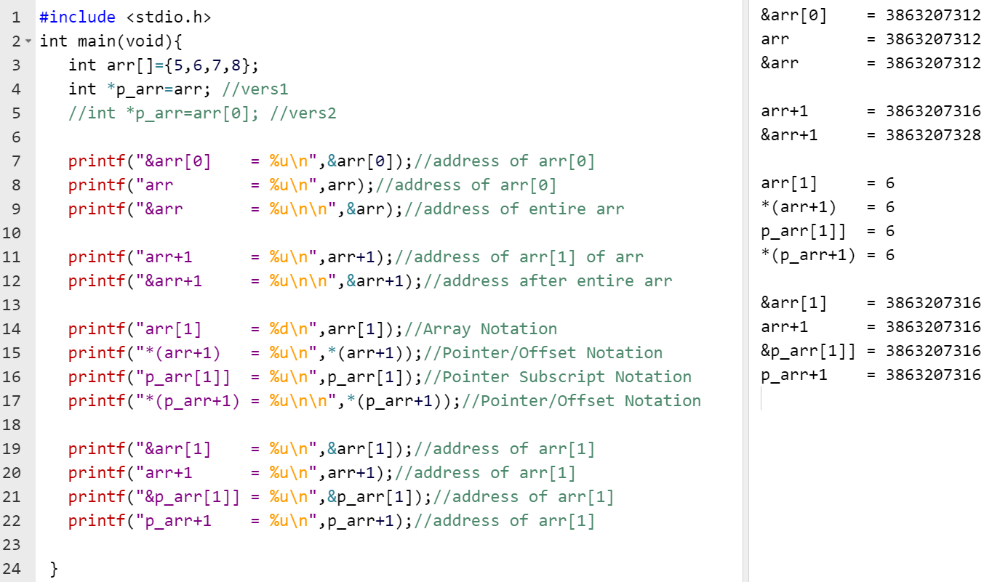 1 #include <stdio.h>
2 int main(void){
3    int arr[]={5,6,7,8};
4    int *p_arr=arr; //vers1
5    //int *p_arr=arr[0]; //vers2
6
7    printf("&arr[0]    = %u\n",&arr[0]);//address of arr[0]
8    printf("arr        = %u\n",arr);//address of arr[0]
9    printf("&arr       = %u\n\n",&arr);//address of entire arr
10
11    printf("arr+1      = %u\n",arr+1);//address of arr[1] of arr
12    printf("&arr+1     = %u\n\n",&arr+1);//address after entire arr
13
14    printf("arr[1]     = %d\n",arr[1]);//Array Notation
15    printf("*(arr+1)   = %u\n",*(arr+1));//Pointer/Offset Notation
16    printf("p_arr[1]]  = %u\n",p_arr[1]);//Pointer Subscript Notation
17    printf("*(p_arr+1) = %u\n\n",*(p_arr+1));//Pointer/Offset Notation
18
19    printf("&arr[1]    = %u\n",&arr[1]);//address of arr[1]
20    printf("arr+1      = %u\n",arr+1);//address of arr[1]
21    printf("&p_arr[1]] = %u\n",&p_arr[1]);//address of arr[1]
22    printf("p_arr+1    = %u\n",p_arr+1);//address of arr[1]
23
24  }
&arr[0]    = 3863207312
arr        = 3863207312
&arr       = 3863207312
arr+1      = 3863207316
&arr+1     = 3863207328
arr[1]     = 6
*(arr+1)   = 6
p_arr[1]]  = 6
*(p_arr+1) = 6
&arr[1]    = 3863207316
arr+1      = 3863207316
&p_arr[1]] = 3863207316
p_arr+1    = 3863207316